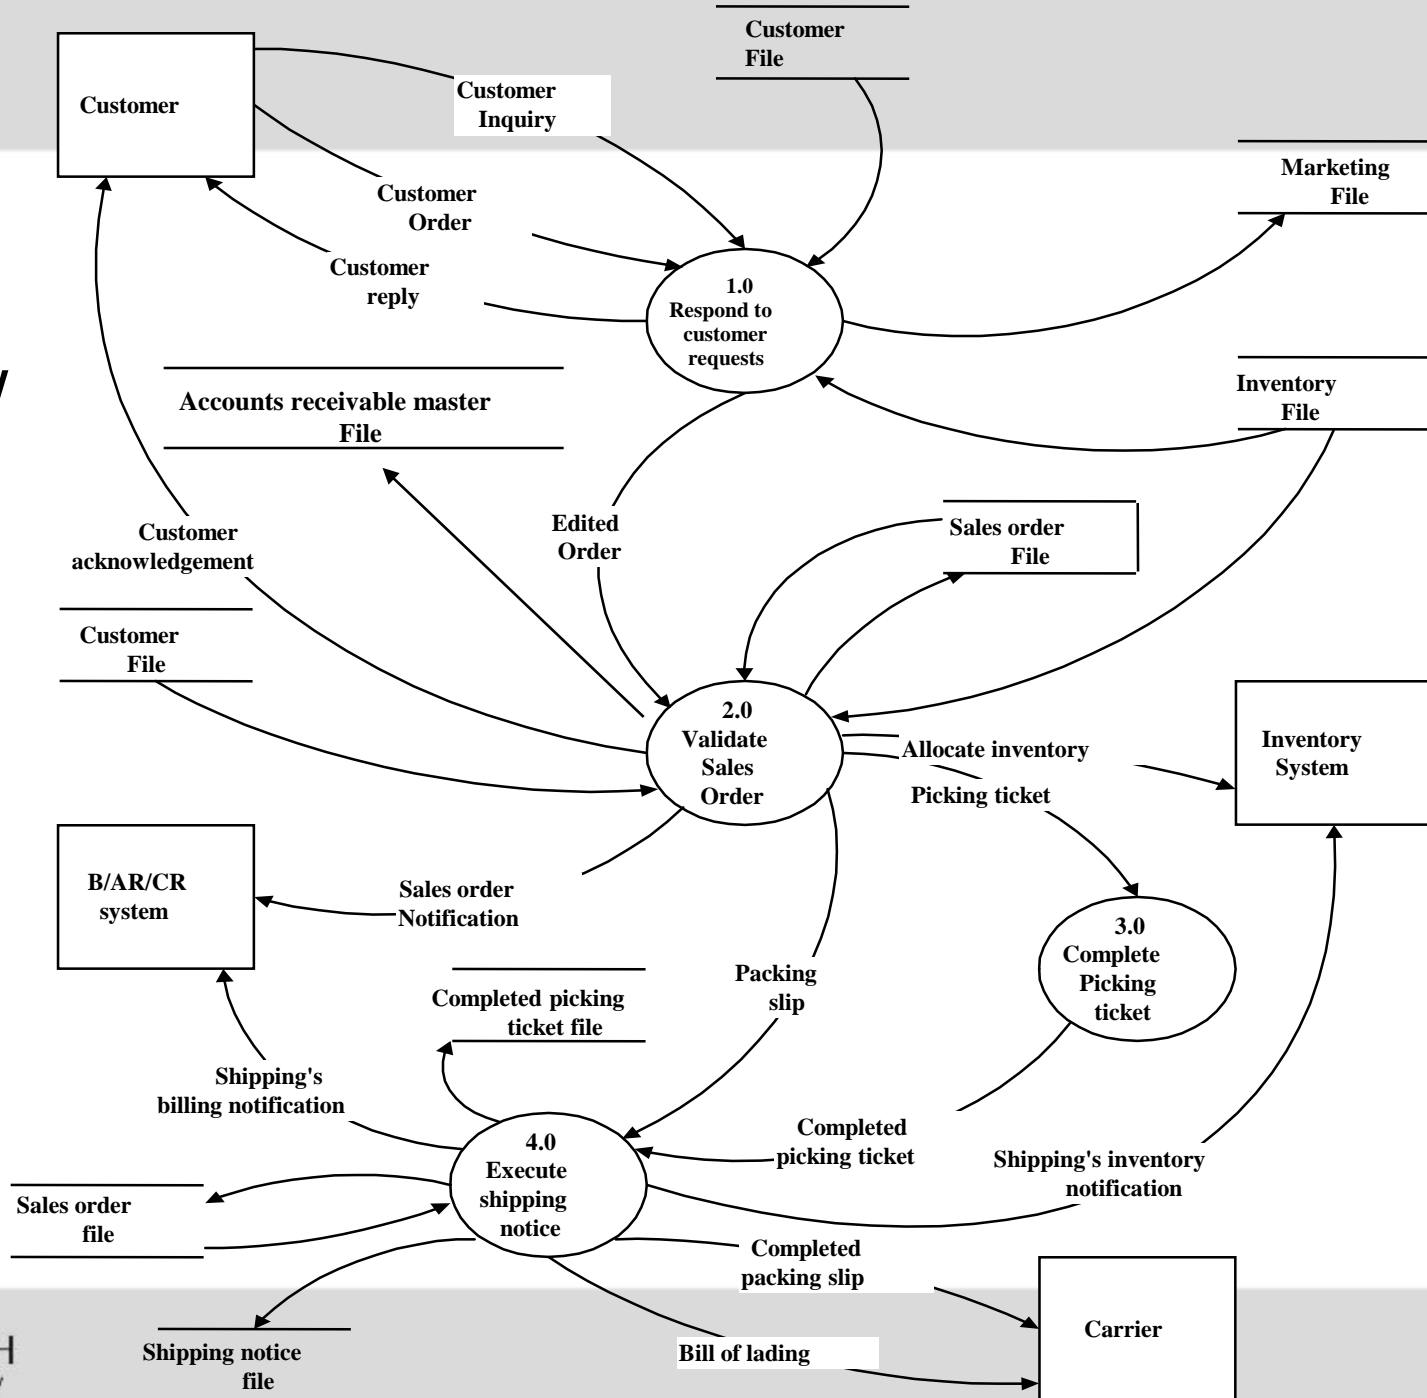 Customer
File
Customer
Customer
Inquiry
Marketing
File
Customer
Order
Customer
reply
1.0
Respond to
customer
requests
Inventory
File
Accounts receivable master
File
Edited
Order
Sales order
File
Customer
acknowledgement
Customer
File
2.0
Validate
Sales
Order
Allocate inventory
Picking ticket
Inventory
System
B/AR/CR
system
Sales order
Notification
3.0
Complete
Picking
ticket
Packing
slip
Completed picking
ticket file
Shipping's
billing notification
4.0
Execute
shipping
notice
Completed
picking ticket
Shipping's inventory
notification
Sales order
file
Completed
packing slip
Carrier
Shipping notice
file
Bill of lading